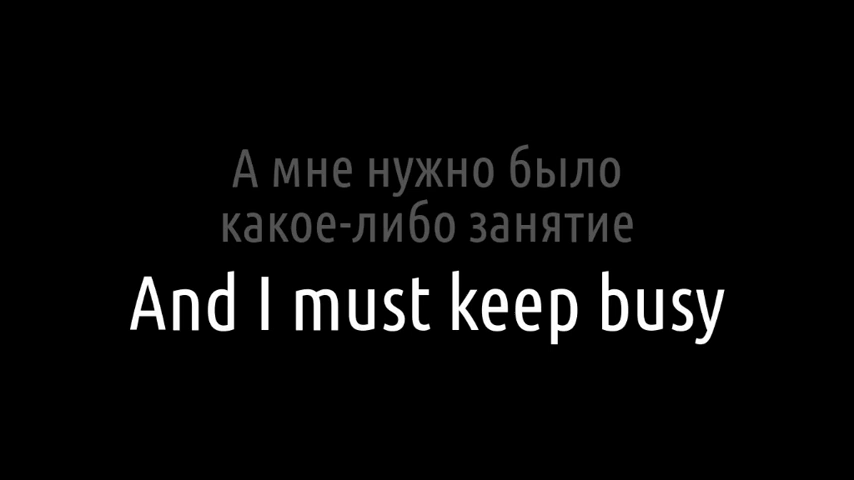 А мне нужно было
какое-либо занятие
And I must keep busy